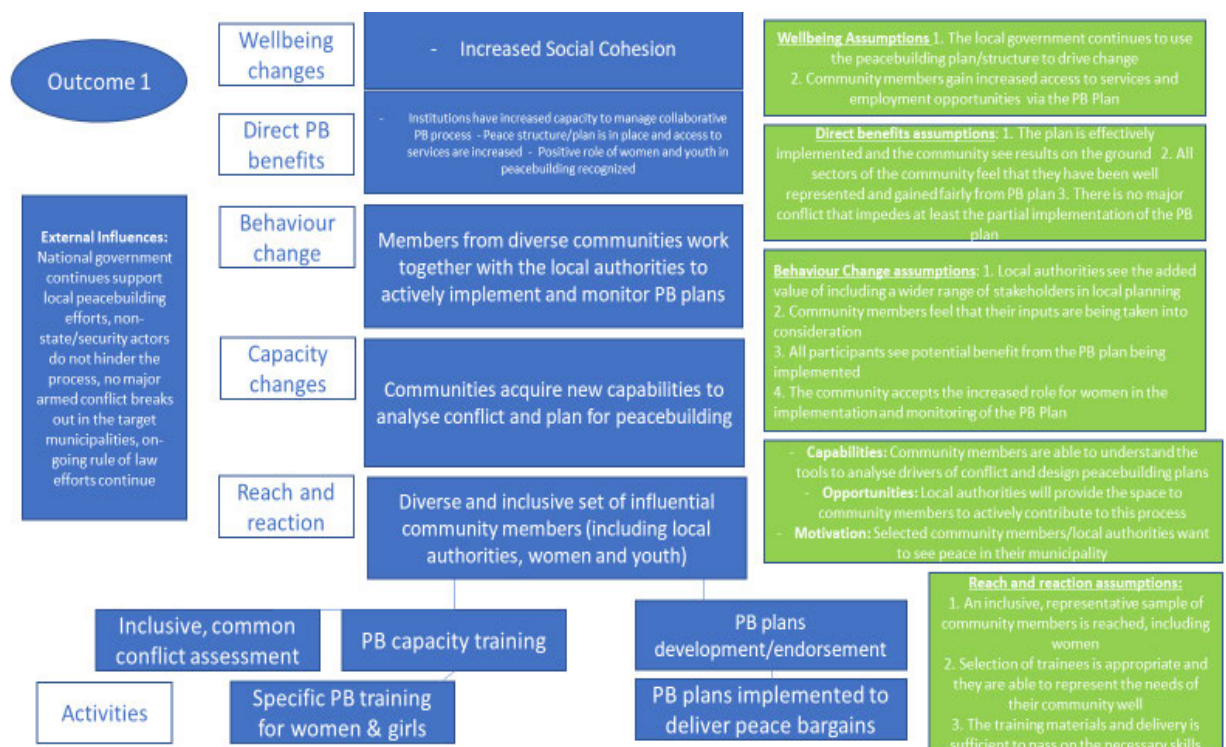 Outcome 1
Wellbeing
changes
- Increased Social Cohesion
Wellbeing Assumptions 1. The local government continues to use
the peacebuilding plan/structure to drive change
2. Community members gain increased access to services and
employment opportunities via the PB Plan
Direct PB
benefits
- Institutions have increased capacity to manage collaborative
PB process - Peace structure/plan is in place and access to
services are increased - Positive role of women and youth in
peacebuilding recognized
Direct benefits assumptions: 1. The plan is effectively
implemented and the community see results on the ground 2. All
sectors of the community feel that they have been well
represented and gained fairly from PB plan 3. There is no major
conflict that impedes at least the partial implementation of the PB
plan
External Influences:
National government
continues support
local peacebuilding
efforts, non-
state/security actors
do not hinder the
process, no major
armed conflict breaks
out in the target
municipalities, on-
going rule of law
efforts continue
Behaviour
change
Members from diverse communities work
together with the local authorities to
actively implement and monitor PB plans
Behaviour Change assumptions: 1. Local authorities see the added
value of including a wider range of stakeholders in local planning
2. Community members feel that their inputs are being taken into
consideration
3. All participants see potential benefit from the PB plan being
implemented
4. The community accepts the increased role for women in the
implementation and monitoring of the PB Plan
Capacity
changes
Communities acquire new capabilities to
analyse conflict and plan for peacebuilding
- Capabilities: Community members are able to understand the
tools to analyse drivers of conflict and design peacebuilding plans
- Opportunities: Local authorities will provide the space to
community members to actively contribute to this process
- Motivation: Selected community members/local authorities want
to see peace in their municipality
Reach and
reaction
Diverse and inclusive set of influential
community members (including local
authorities, women and youth)
Reach and reaction assumptions:
1. An inclusive, representative sample of
community members is reached, including
women
2. Selection of trainees is appropriate and
they are able to represent the needs of
their community well
3. The training materials and delivery is
sufficient to pass on the necessary skills
Inclusive, common
conflict assessment
PB capacity training
PB plans
development/endorsement
Activities
Specific PB training
for women & girls
PB plans implemented to
deliver peace bargains